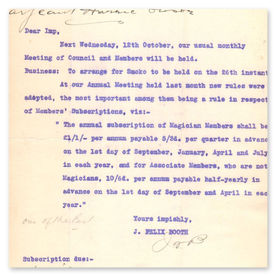 Dear Imp,
Next Wednesday, 12th October, our usual monthly
Meeting of Council and Members will be held.
Business: To arrange for Smoke to be held on the 26th instant
At our Annual Meeting held last month new rules were
adopted, the most important among them being a rule in respect
of Members' Subscriptions, viz:-
" The annual subscription of Magician Members shall be
£1/1/- per annum payable 5/3d. per quarter in advance
on the 1st day of September, January, April and July
in each year, and for Associate Members, who are not
Magicians, 10/6d. per annum payable half-yearly in
advance on the 1st day of September and April in each
year."
one of the
Yours impishly,
J. FELIX BOOTH
Subscription due:-